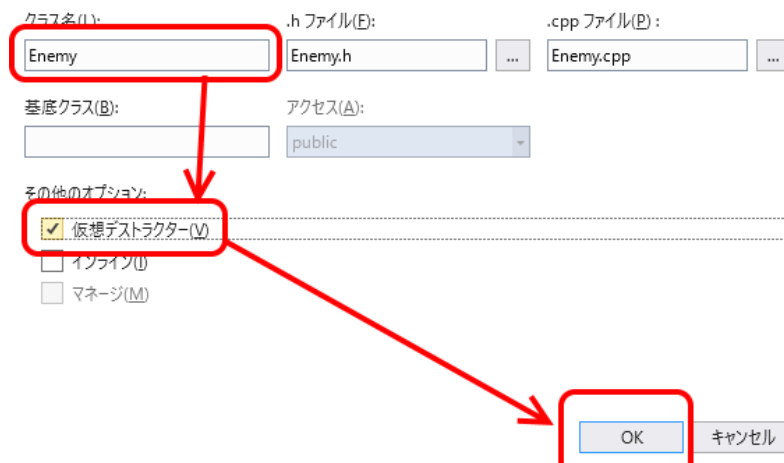 クラス名(L): .h ファイル(F): .cpp ファイル(P) :
Enemy Enemy.h ... Enemy.cpp ...
基底クラス(B): アクセス(A):
public
その他のオプション:
仮想デストラクター(V)
インライン(I)
マネージ(M)
OK キャンセル